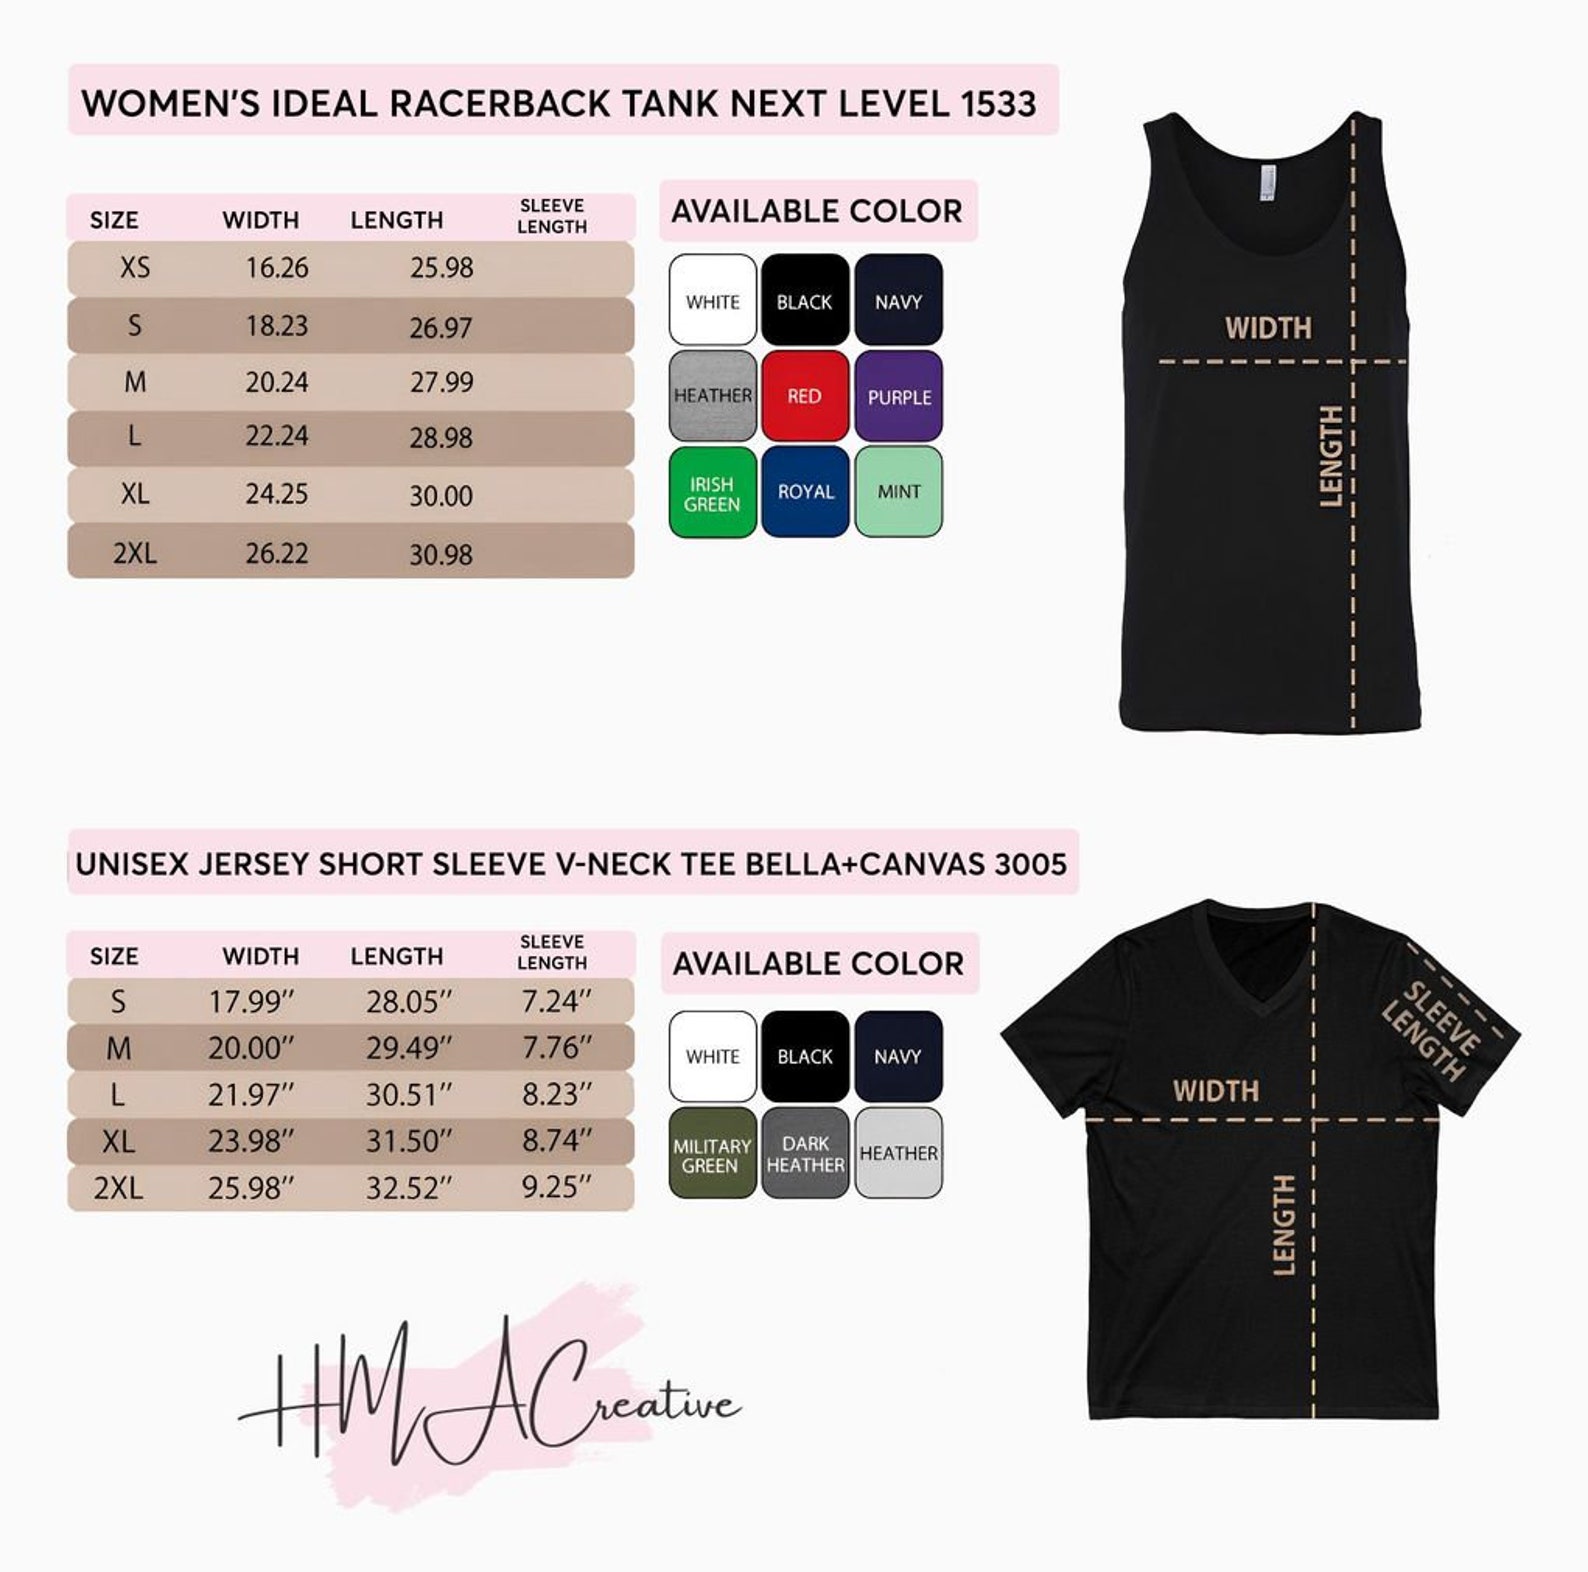 WOMEN'S IDEAL RACERBACK TANK NEXT LEVEL 1533
SIZE WIDTH LENGTH SLEEVE LENGTH
XS 16.26 25.98
S 18.23 26.97
M 20.24 27.99
L 22.24 28.98
XL 24.25 30.00
2XL 26.22 30.98
AVAILABLE COLOR
WHITE BLACK NAVY
HEATHER RED PURPLE
IRISH GREEN ROYAL MINT
WIDTH
LENGTH
UNISEX JERSEY SHORT SLEEVE V-NECK TEE BELLA+CANVAS 3005
SIZE WIDTH LENGTH SLEEVE LENGTH
S 17.99" 28.05" 7.24"
M 20.00" 29.49" 7.76"
L 21.97" 30.51" 8.23"
XL 23.98" 31.50" 8.74"
2XL 25.98" 32.52" 9.25"
AVAILABLE COLOR
WHITE BLACK NAVY
MILITARY GREEN DARK HEATHER HEATHER
SLEEVE LENGTH
WIDTH
LENGTH
HMACreative